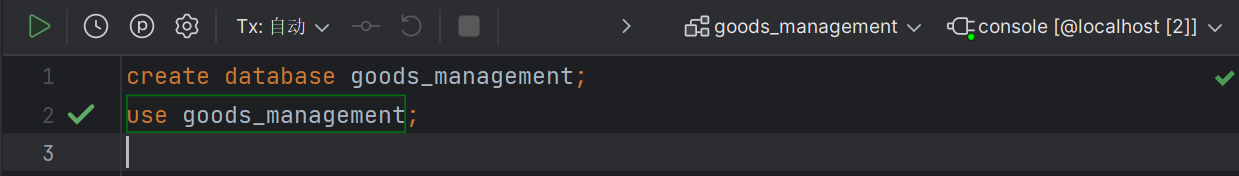 Tx: 自动 goods_management console [@localhost [2]]
1 create database goods_management;
2 use goods_management;
3